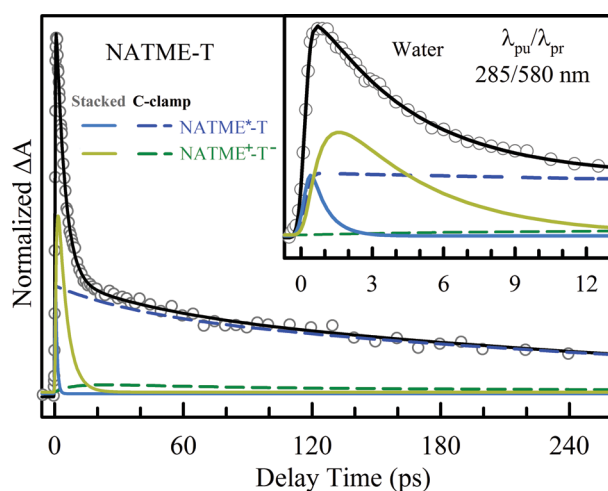 NATME-T
Stacked C-clamp
NATME*-T
NATME+-T-
Water
λpu/λpr
285/580 nm
0 3 6 9 12
Normalized ΔA
0 60 120 180 240
Delay Time (ps)